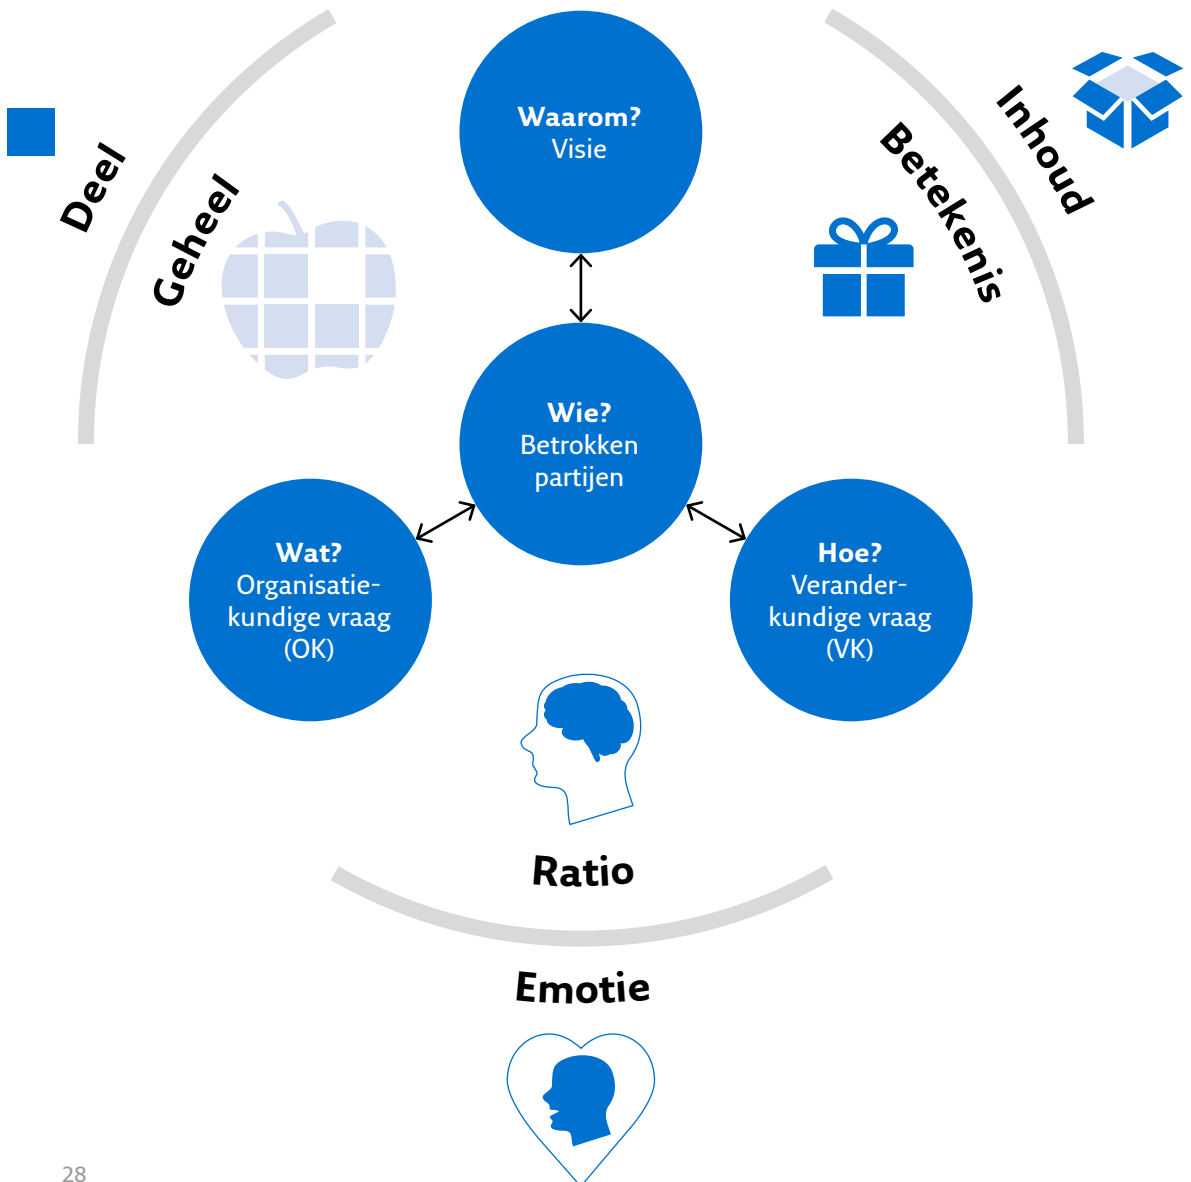 Waarom?
Visie
Deel
Geheel
Betekenis
Inhoud
Wie?
Betrokken
partijen
Wat?
Organisatie-
kundige vraag
(OK)
Hoe?
Verander-
kundige vraag
(VK)
Ratio
Emotie
28